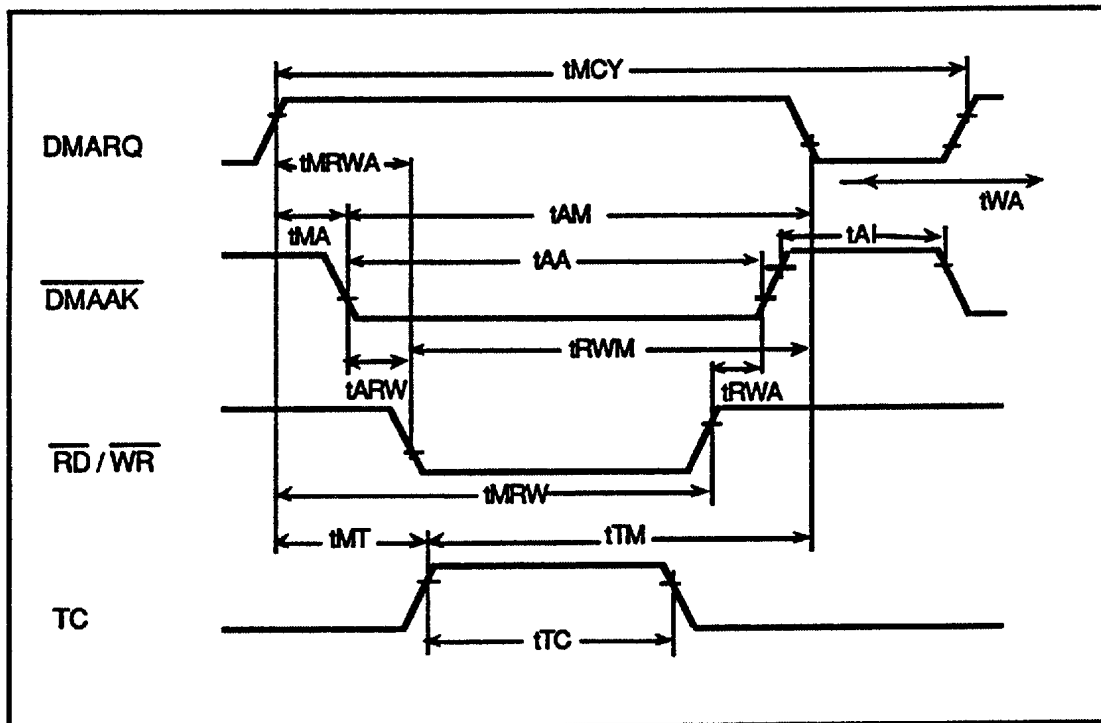 tMCY
DMARQ
tMRWA
tWA
tAM
tMA
tAI
tAA
DMAAK
tRWM
tARW
tRWA
RD / WR
tMRW
tMT
tTM
TC
tTC